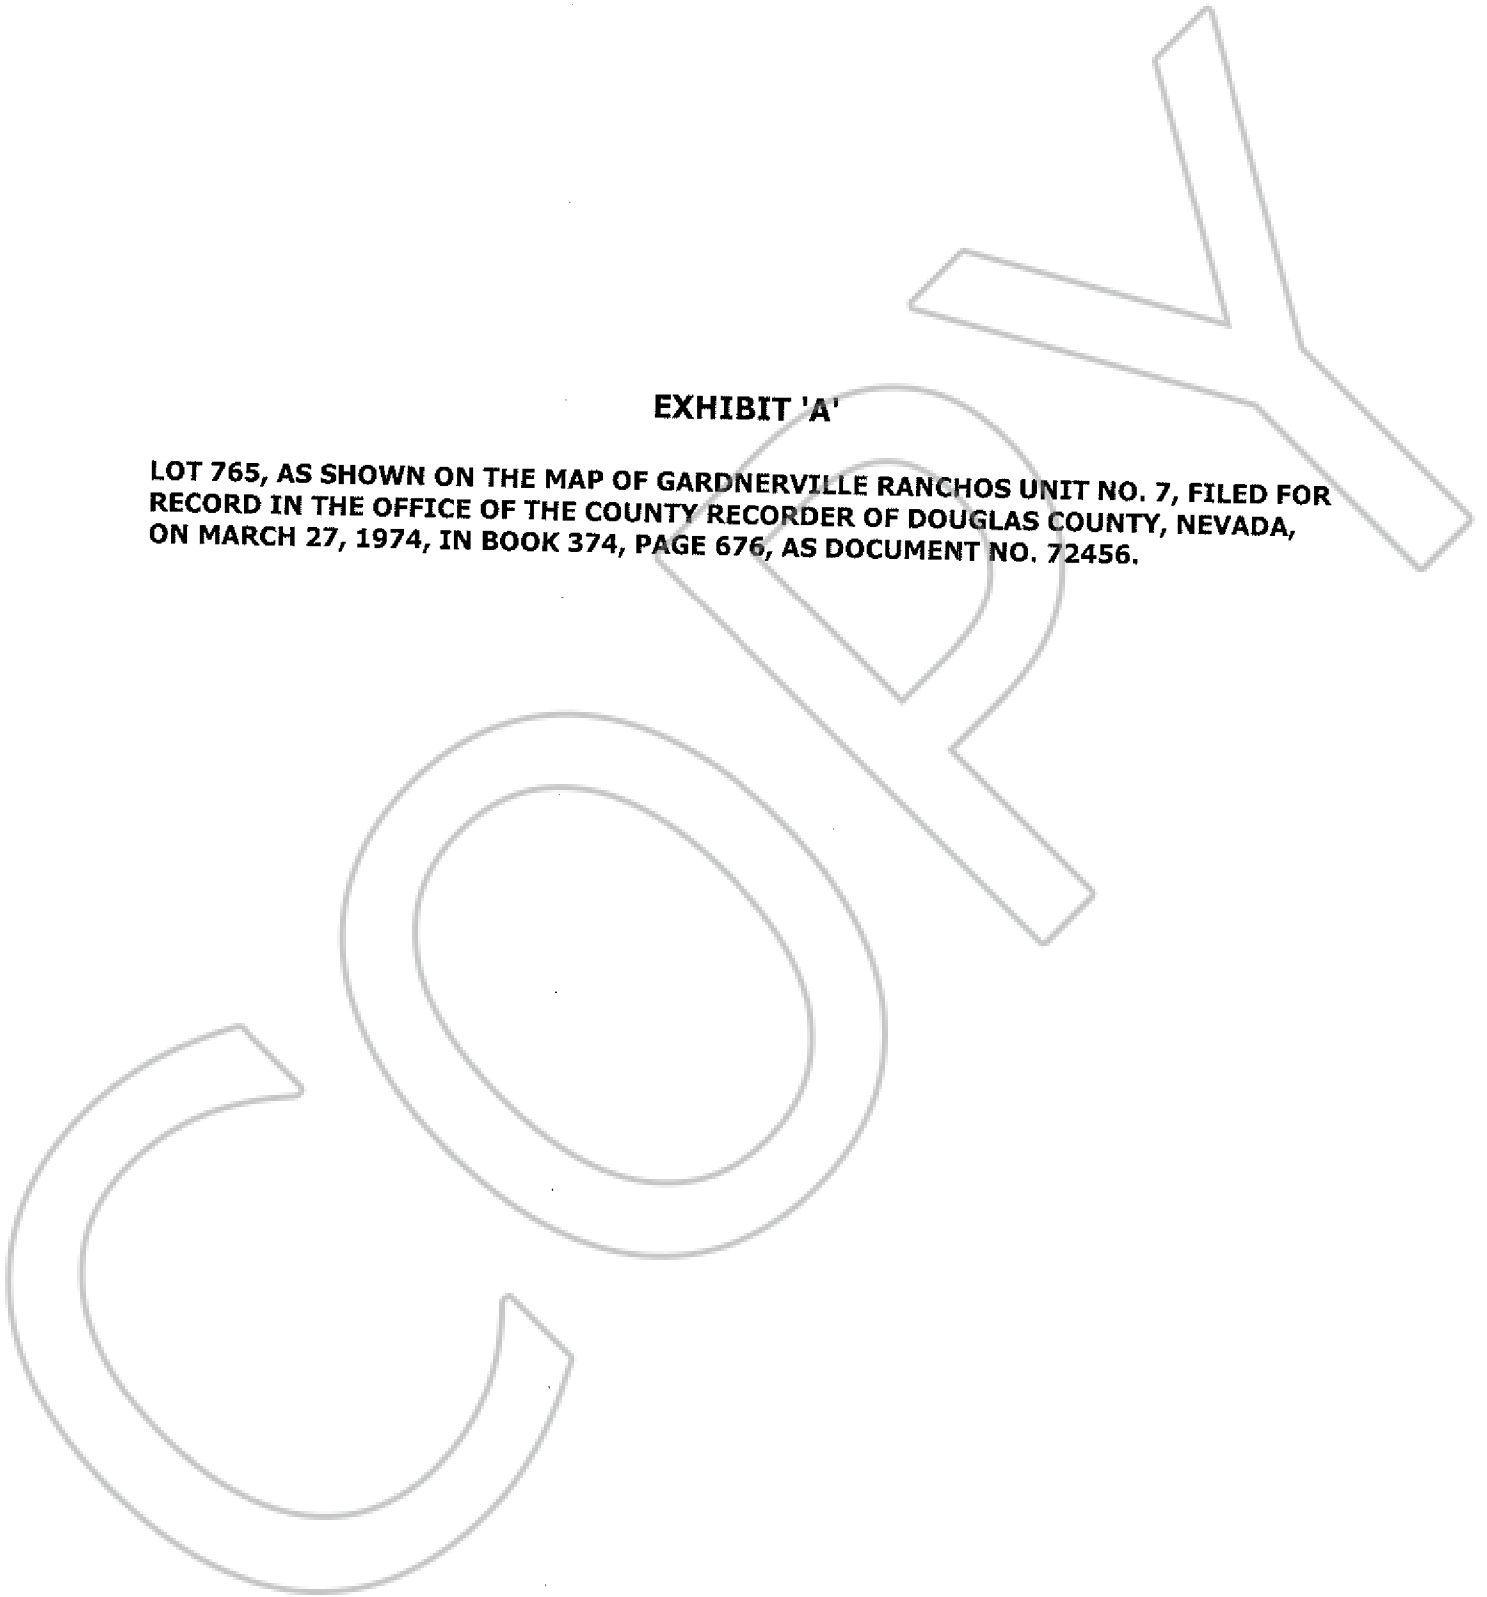 EXHIBIT 'A'
LOT 765, AS SHOWN ON THE MAP OF GARDNERVILLE RANCHOS UNIT NO. 7, FILED FOR
RECORD IN THE OFFICE OF THE COUNTY RECORDER OF DOUGLAS COUNTY, NEVADA,
ON MARCH 27, 1974, IN BOOK 374, PAGE 676, AS DOCUMENT NO. 72456.
COPY